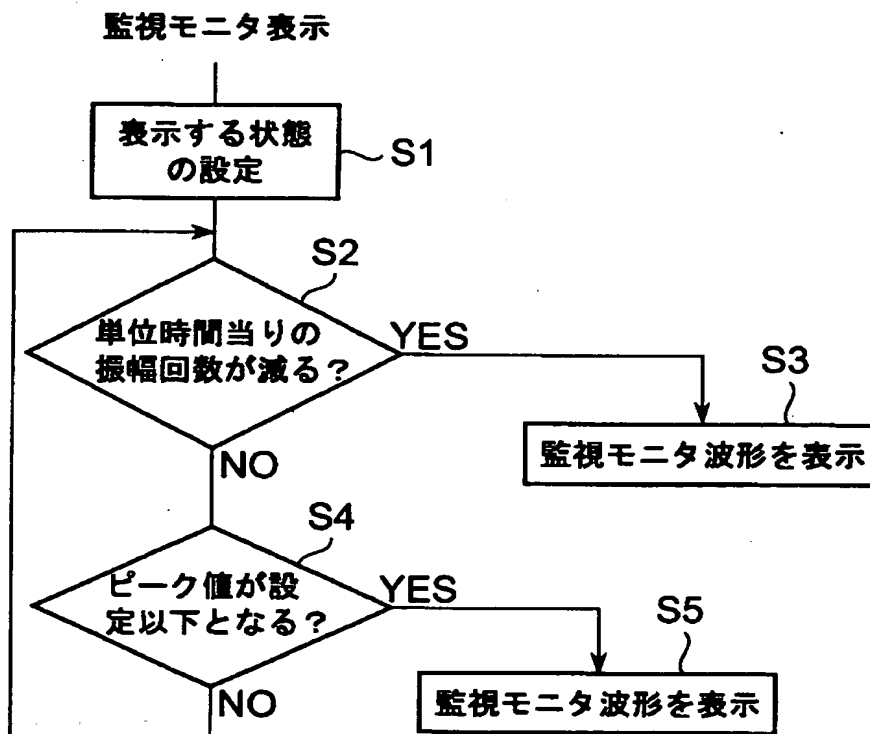 監視モニタ表示
表示する状態
の設定
S1
S2
単位時間当りの
振幅回数が減る?
YES
S3
監視モニタ波形を表示
NO
S4
ピーク値が設
定以下となる?
YES
S5
監視モニタ波形を表示
NO